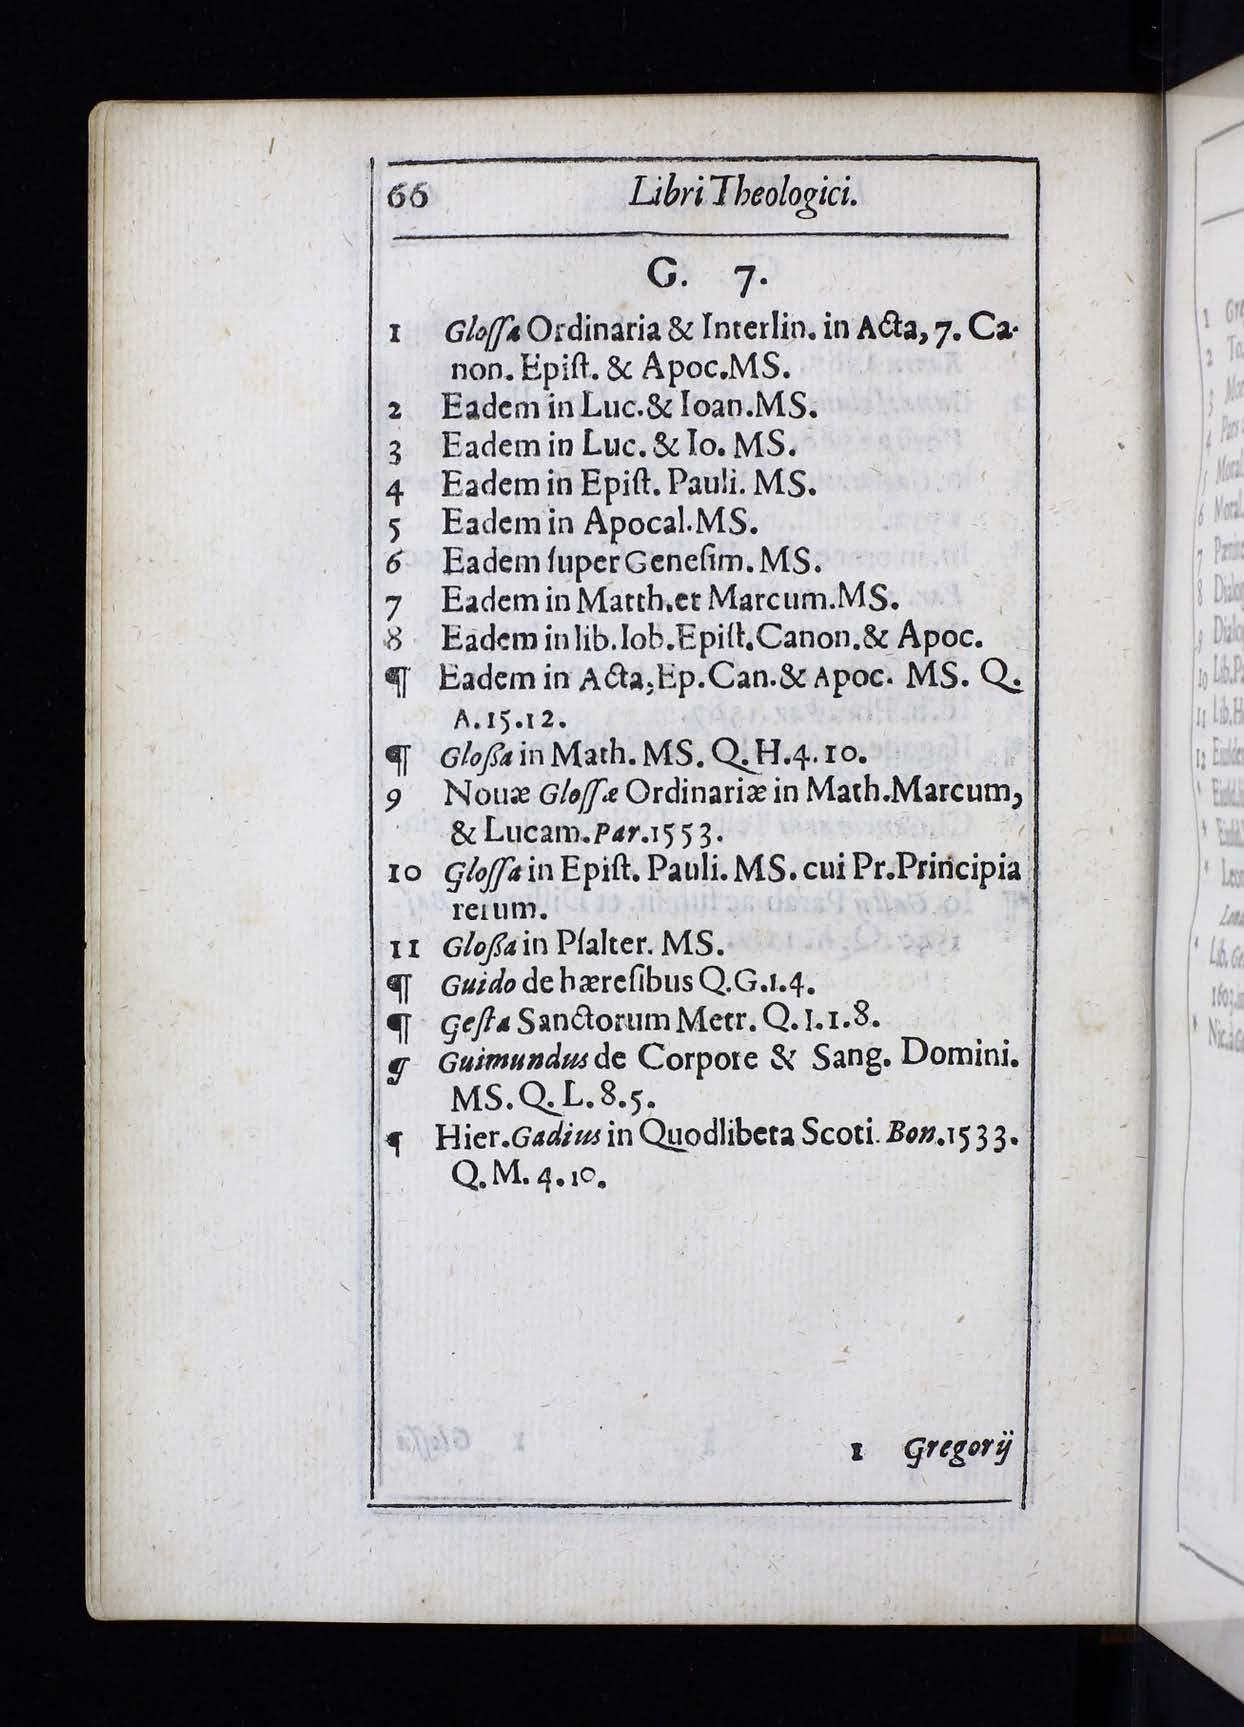 66 Libri Theologici.
G. 7.
1 Gloſſa Ordinaria & Interlin. in Acta, 7. Ca-
non. Epiſt. & Apoc.MS.
2 Eadem in Luc.& Ioan.MS.
3 Eadem in Luc. & Io. MS.
4 Eadem in Epiſt. Pauli. MS.
5 Eadem in Apocal.MS.
6 Eadem ſuper Geneſim. MS.
7 Eadem in Matth.et Marcum.MS.
8 Eadem in lib.Iob.Epiſt.Canon.& Apoc.
¶ Eadem in Acta, Ep.Can.& Apoc. MS. Q.
A.15.12.
¶ Gloßa in Math. MS. Q.H.4.10.
9 Nouæ Gloſſæ Ordinariæ in Math.Marcum,
& Lucam.Par.1553.
10 Gloſſa in Epiſt. Pauli. MS. cui Pr.Principia
rerum.
11 Gloßa in Pſalter. MS.
¶ Guido de hæreſibus Q.G.1.4.
¶ Geſta Sanctorum Metr. Q.I.1.8.
¶ Guimundus de Corpore & Sang. Domini.
MS.Q.L.8.5.
¶ Hier.Gadius in Quodlibeta Scoti. Bon.1533.
Q.M.4.10.
1 Gregorij